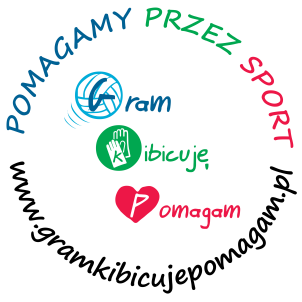 POMAGAMY PRZEZ SPORT
Gram
Kibicuję
Pomagam
www.gramkibicujepomagam.pl